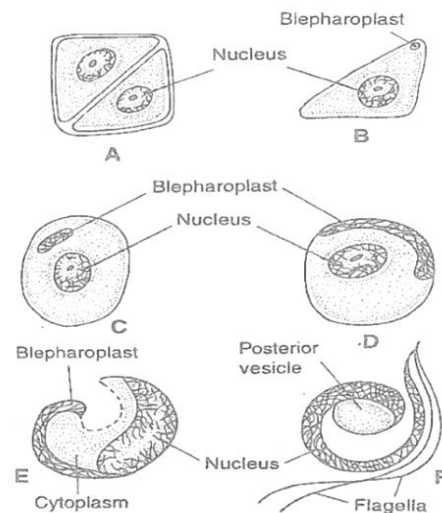 Blepharoplast
Nucleus
A
B
Blepharoplast
Nucleus
C
D
Blepharoplast
Posterior
vesicle
E
Nucleus
F
Cytoplasm
Flagella